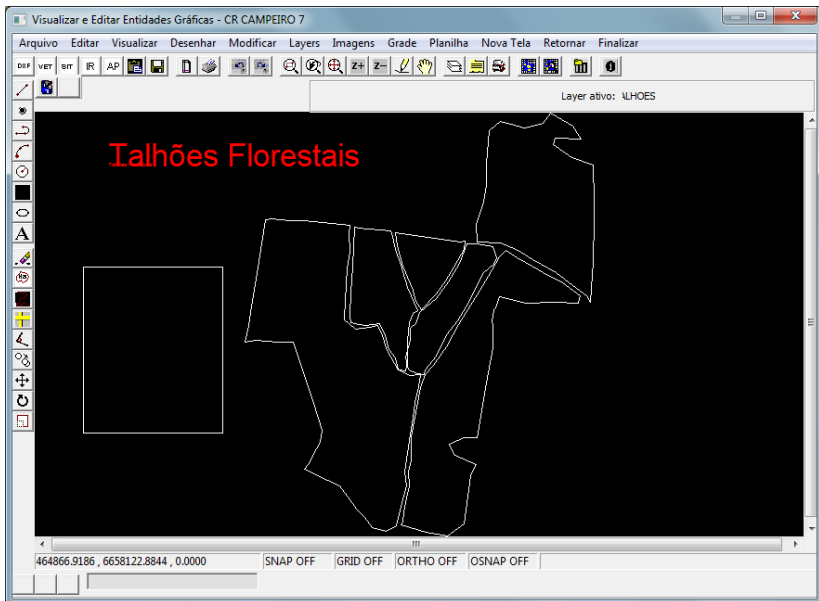 Visualizar e Editar Entidades Gráficas - CR CAMPEIRO 7
Arquivo Editar Visualizar Desenhar Modificar Layers Imagens Grade Planilha Nova Tela Retornar Finalizar
DXF VET BIT IR AP Z+ Z-
Layer ativo: ALHOES
Talhões Florestais
A
464866.9186 , 6658122.8844 , 0.0000 SNAP OFF GRID OFF ORTHO OFF OSNAP OFF